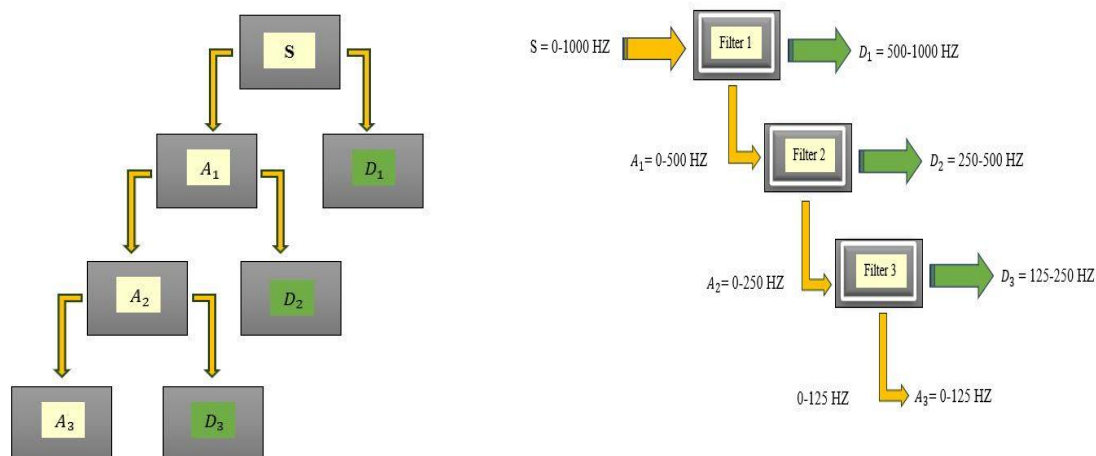 S
A₁
D₁
A₂
D₂
A₃
D₃
S = 0-1000 HZ
Filter 1
D₁ = 500-1000 HZ
A₁= 0-500 HZ
Filter 2
D₂ = 250-500 HZ
A₂= 0-250 HZ
Filter 3
D₃ = 125-250 HZ
0-125 HZ
A₃= 0-125 HZ